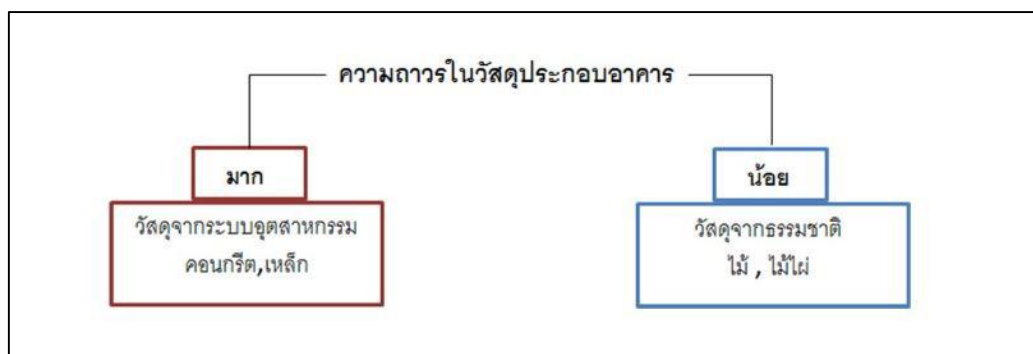 ความถาวรในวัสดุประกอบอาคาร
มาก
วัสดุจากระบบอุตสาหกรรม
คอนกรีต,เหล็ก
น้อย
วัสดุจากธรรมชาติ
ไม้ , ไม้ไผ่